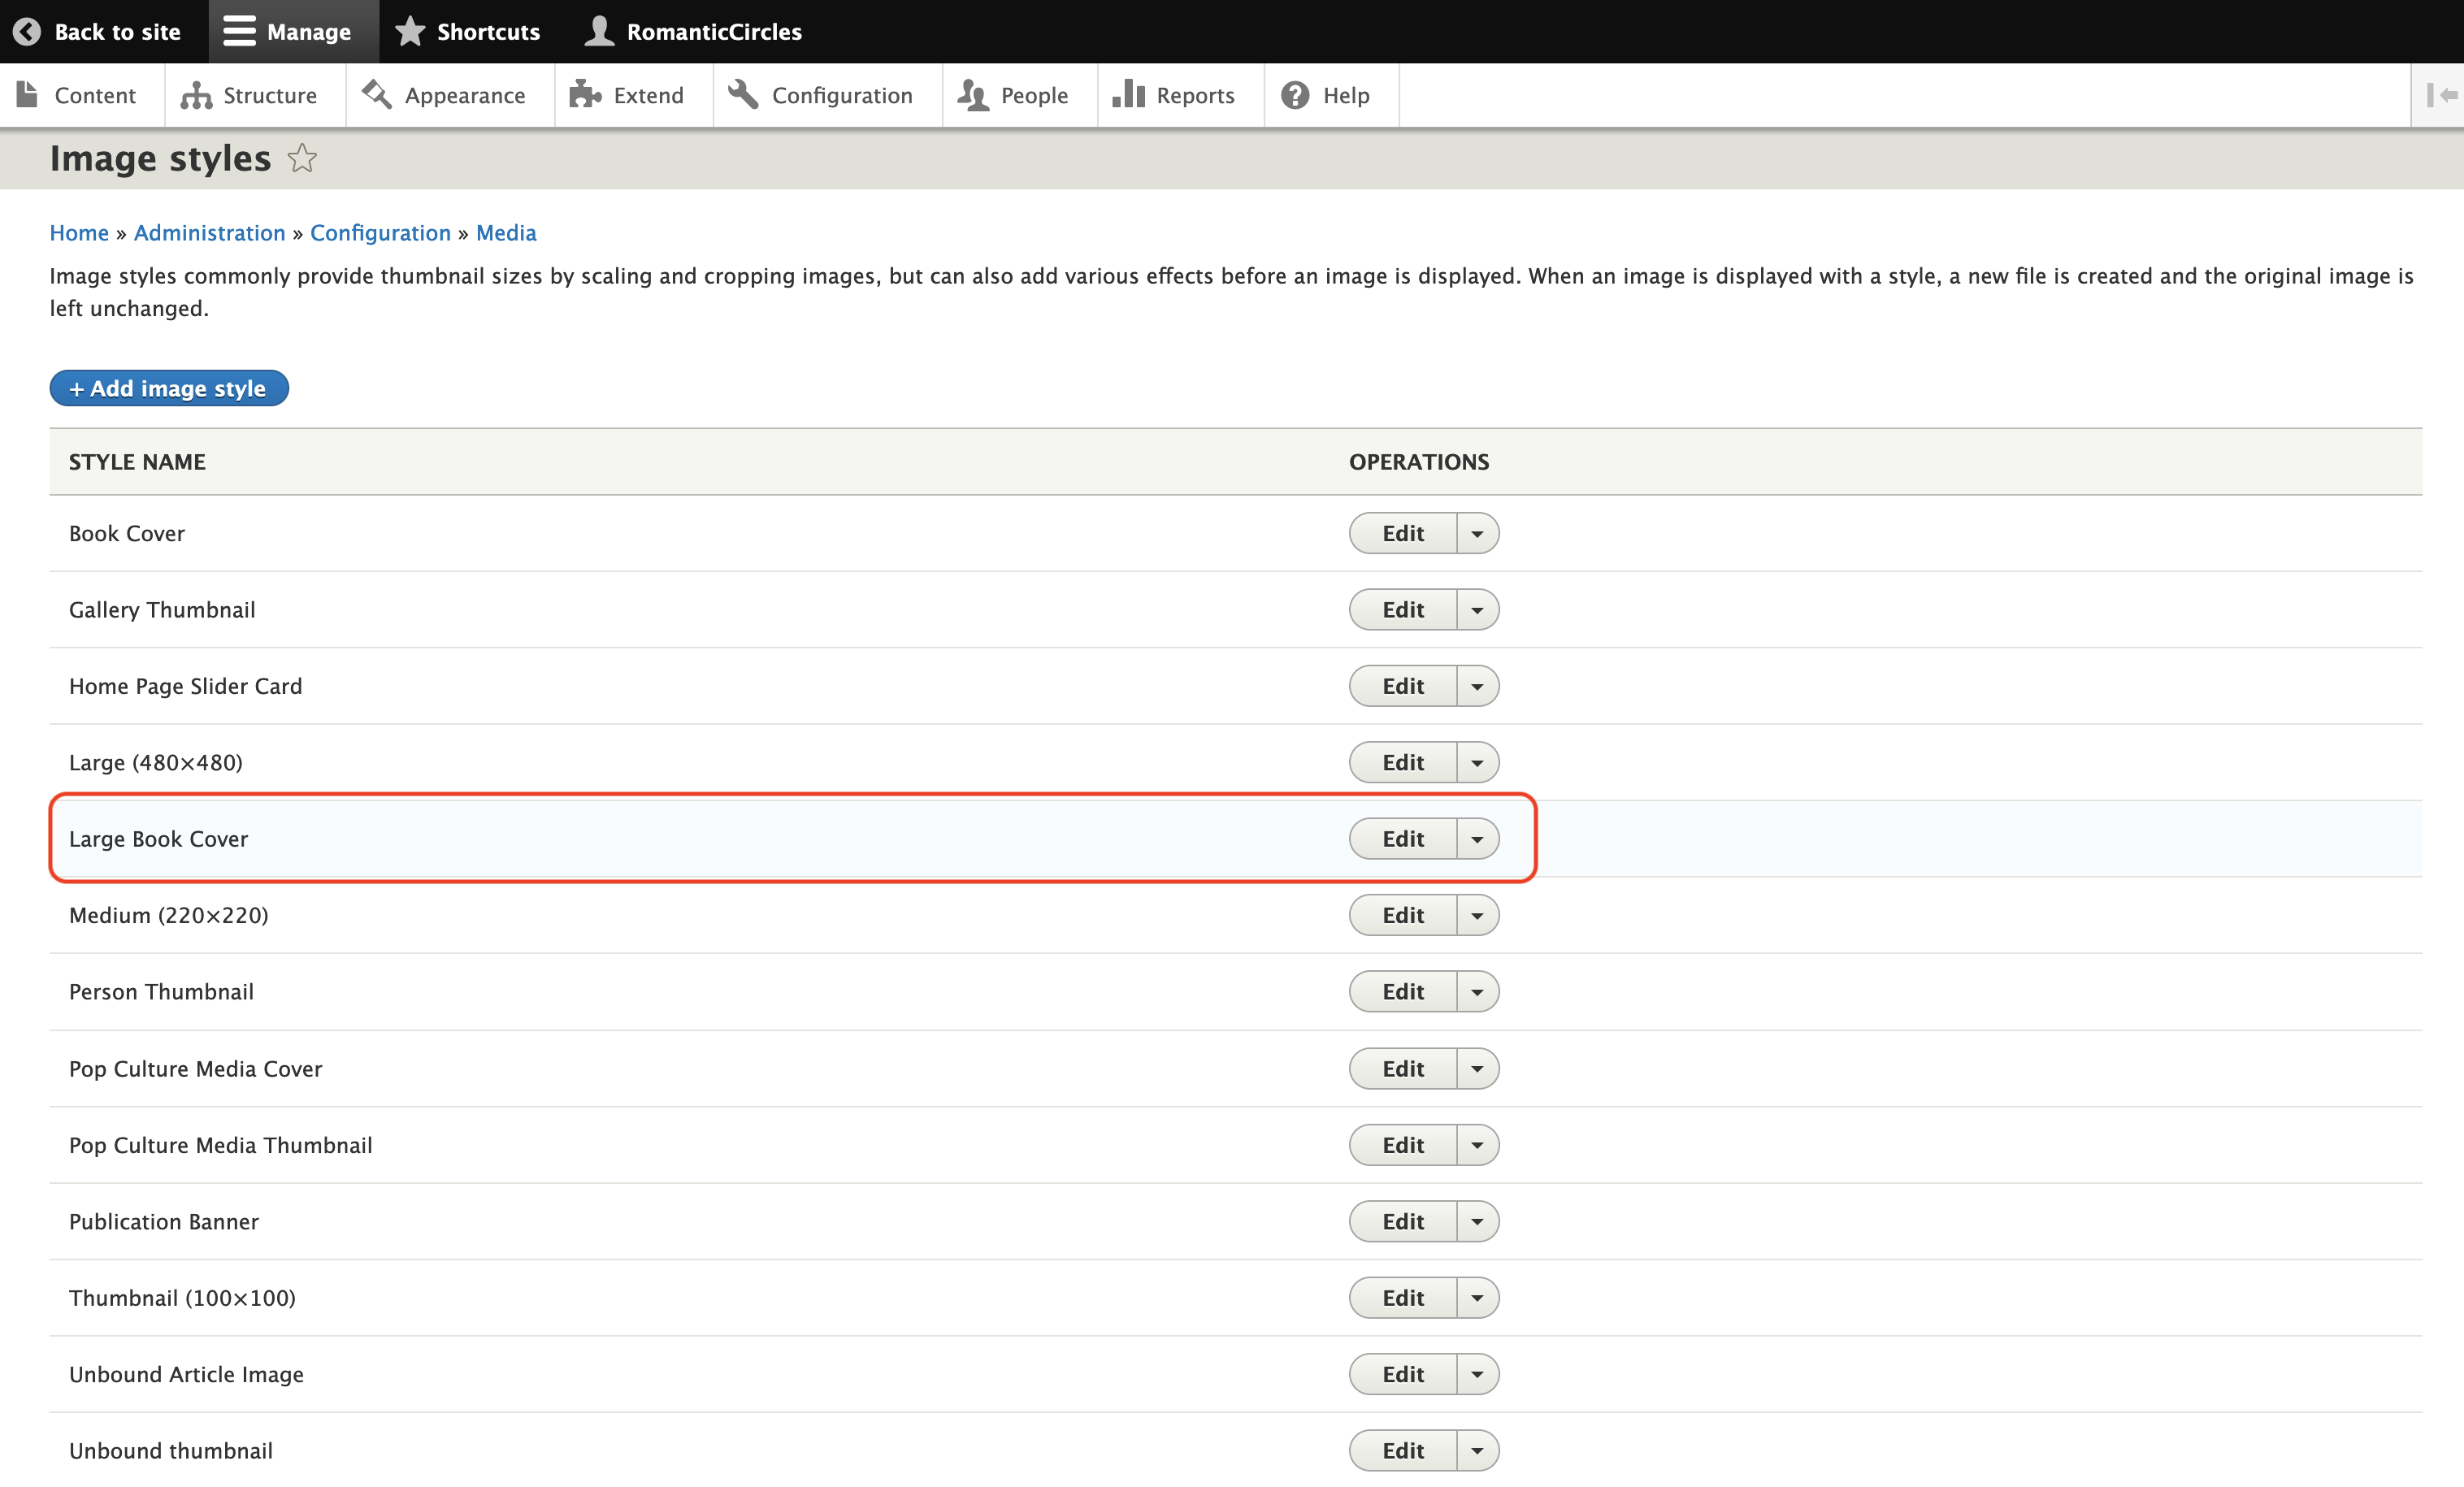 Back to site Manage Shortcuts RomanticCircles
Content Structure Appearance Extend Configuration People Reports Help
Image styles
Home » Administration » Configuration » Media
Image styles commonly provide thumbnail sizes by scaling and cropping images, but can also add various effects before an image is displayed. When an image is displayed with a style, a new file is created and the original image is
left unchanged.
+ Add image style
STYLE NAME OPERATIONS
Book Cover Edit
Gallery Thumbnail Edit
Home Page Slider Card Edit
Large (480×480) Edit
Large Book Cover Edit
Medium (220×220) Edit
Person Thumbnail Edit
Pop Culture Media Cover Edit
Pop Culture Media Thumbnail Edit
Publication Banner Edit
Thumbnail (100×100) Edit
Unbound Article Image Edit
Unbound thumbnail Edit